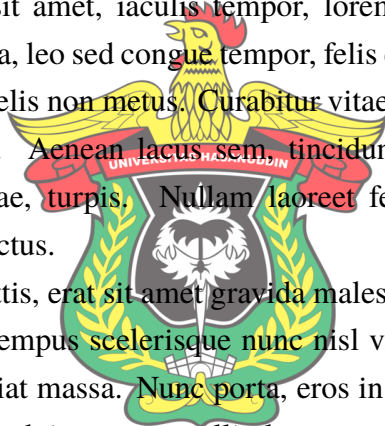 sit amet, iaculis tempor, lorem
a, leo sed congue tempor, felis
elis non metus. Curabitur vitae
Aenean lacus sem, tincidun
UNIVERSITAS HASANUDDIN
ae, turpis. Nullam laoreet fe
ctus.
ttis, erat sit amet gravida males
empus scelerisque nunc nisl v
iat massa. Nunc porta, eros in